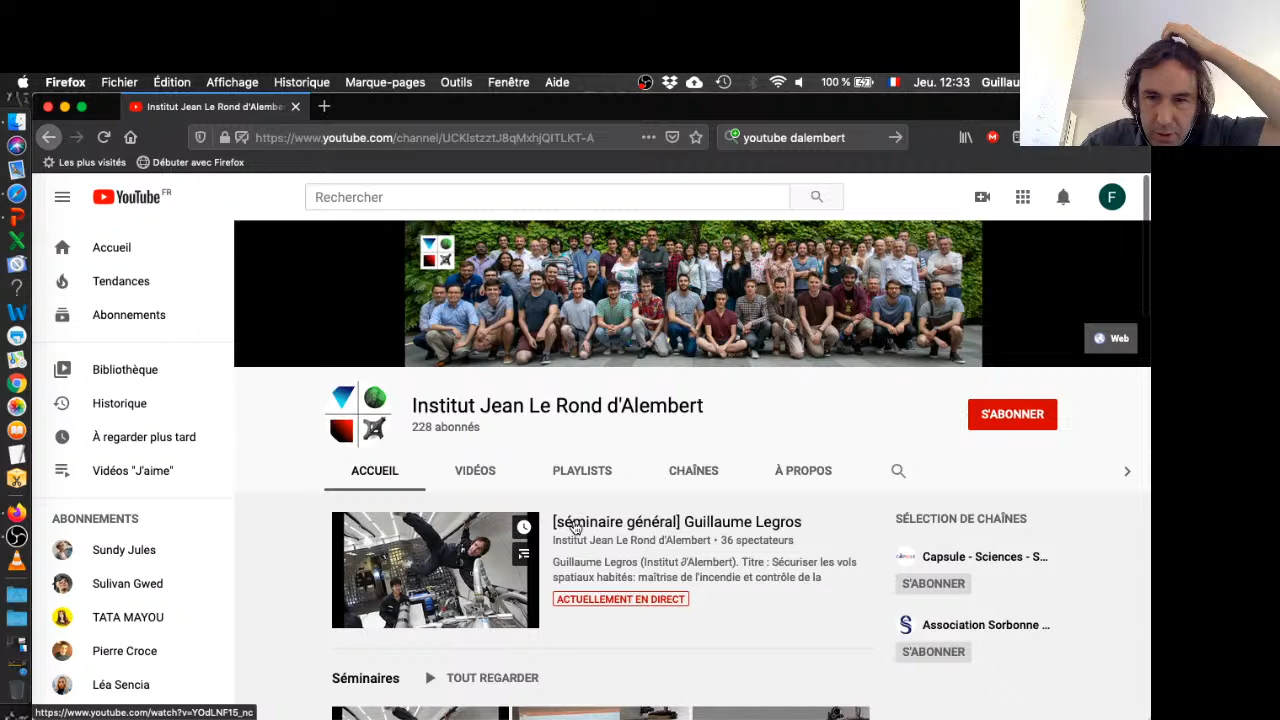 Firefox Fichier Édition Affichage Historique Marque-pages Outils Fenêtre Aide 100 % Jeu. 12:33 Guillau
Institut Jean Le Rond d'Alember
https://www.youtube.com/channel/UCKlstzztJ8qMxhjQITLKT-A
youtube dalembert
Les plus visités Débuter avec Firefox
YouTube FR
Rechercher
F
Accueil
Tendances
Abonnements
Bibliothèque
Historique
À regarder plus tard
Vidéos "J'aime"
ABONNEMENTS
Sundy Jules
Sulivan Gwed
TATA MAYOU
Pierre Croce
Léa Sencia
https://www.youtube.com/watch?v=YOdLNF15_nc
Web
Institut Jean Le Rond d'Alembert
228 abonnés
S'ABONNER
ACCUEIL VIDÉOS PLAYLISTS CHAÎNES À PROPOS
[séminaire général] Guillaume Legros
Institut Jean Le Rond d'Alembert • 36 spectateurs
Guillaume Legros (Institut ∂'Alembert). Titre : Sécuriser les vols
spatiaux habités: maîtrise de l'incendie et contrôle de la
ACTUELLEMENT EN DIRECT
Séminaires TOUT REGARDER
SÉLECTION DE CHAÎNES
Capsule - Sciences - S...
S'ABONNER
Association Sorbonne ...
S'ABONNER